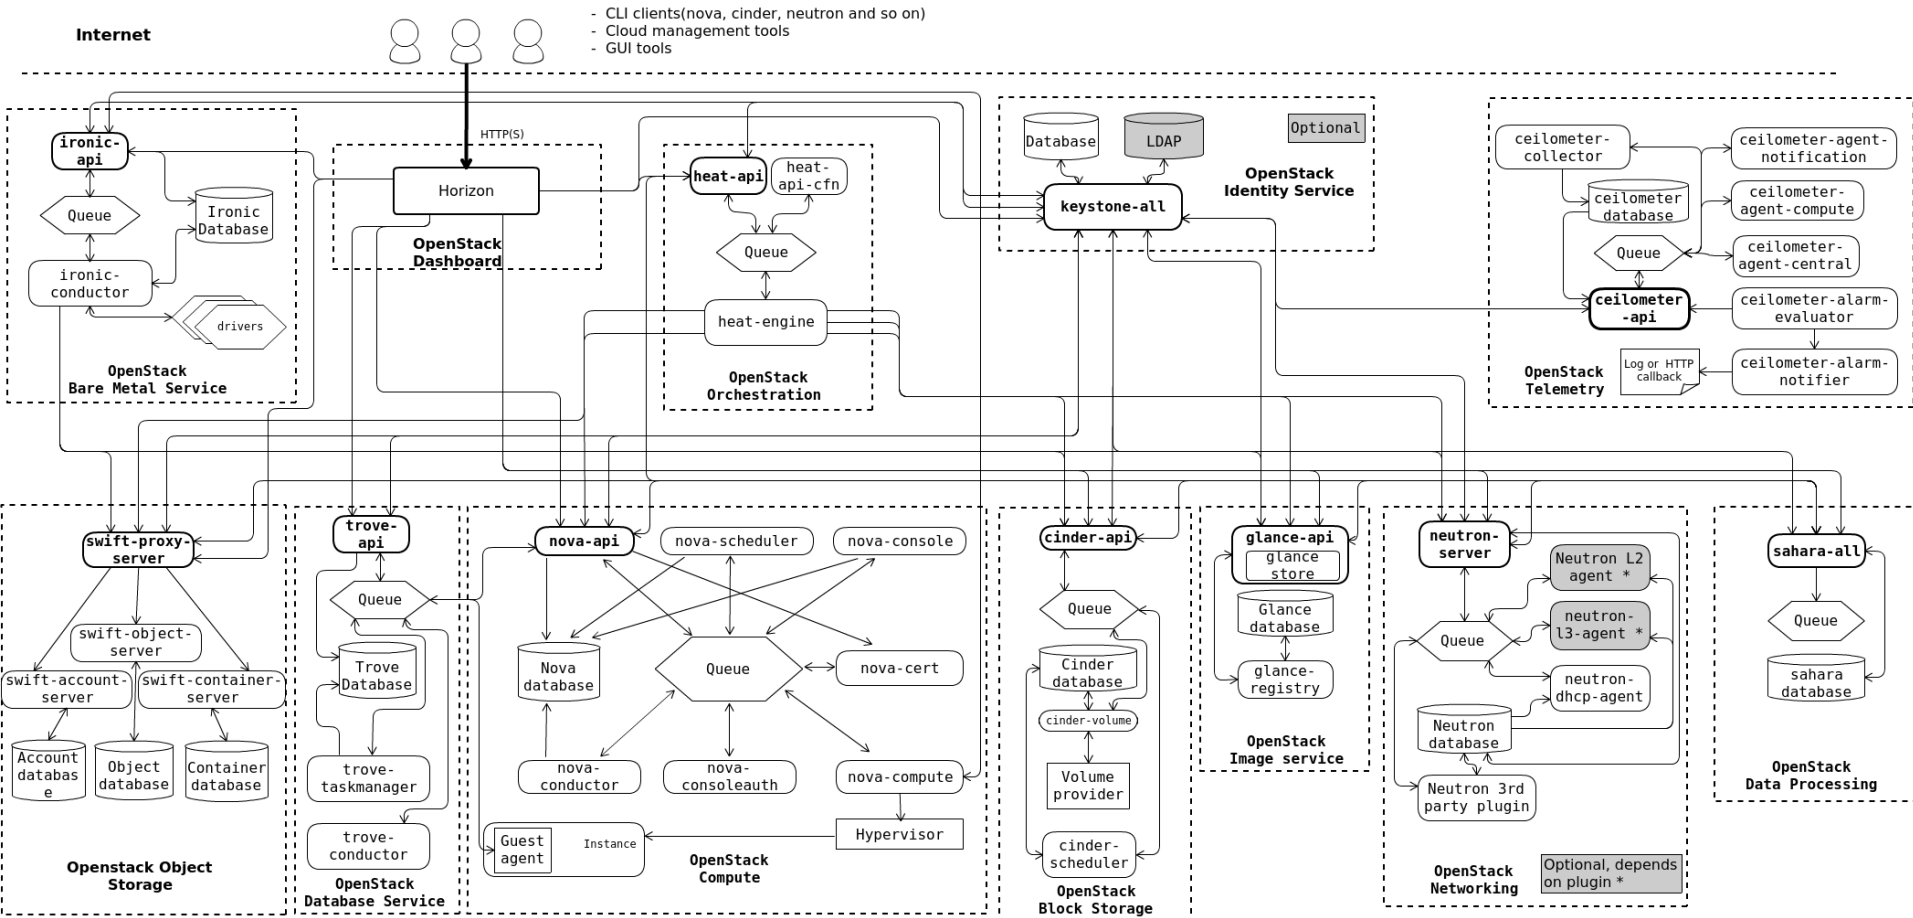 Internet
- CLI clients(nova, cinder, neutron and so on)
- Cloud management tools
- GUI tools
HTTP(S)
ironic-
api
Queue
Ironic
Database
ironic-
conductor
drivers
OpenStack
Bare Metal Service
Horizon
OpenStack
Dashboard
heat-api
heat-
api-cfn
Queue
heat-engine
OpenStack
Orchestration
Database
LDAP
Optional
OpenStack
Identity Service
keystone-all
ceilometer-
collector
ceilometer-agent-
notification
ceilometer
database
ceilometer-
agent-compute
Queue
ceilometer-
agent-central
ceilometer
-api
ceilometer-alarm-
evaluator
Log or HTTP
callback
ceilometer-alarm-
notifier
OpenStack
Telemetry
swift-proxy-
server
swift-object-
server
swift-account-
server
swift-container-
server
Account
databas
e
Object
database
Container
database
Openstack Object
Storage
trove-
api
Queue
Trove
Database
trove-
taskmanager
trove-
conductor
OpenStack
Database Service
nova-api
nova-scheduler
nova-console
Nova
database
Queue
nova-cert
nova-
conductor
nova-
consoleauth
nova-compute
Hypervisor
Guest
agent
Instance
OpenStack
Compute
cinder-api
Queue
Cinder
database
cinder-volume
Volume
provider
cinder-
scheduler
OpenStack
Block Storage
glance-api
glance
store
Glance
database
glance-
registry
OpenStack
Image service
neutron-
server
Neutron L2
agent *
neutron-
l3-agent *
Queue
neutron-
dhcp-agent
Neutron
database
Neutron 3rd
party plugin
OpenStack
Networking
Optional, depends
on plugin *
sahara-all
Queue
sahara
database
OpenStack
Data Processing